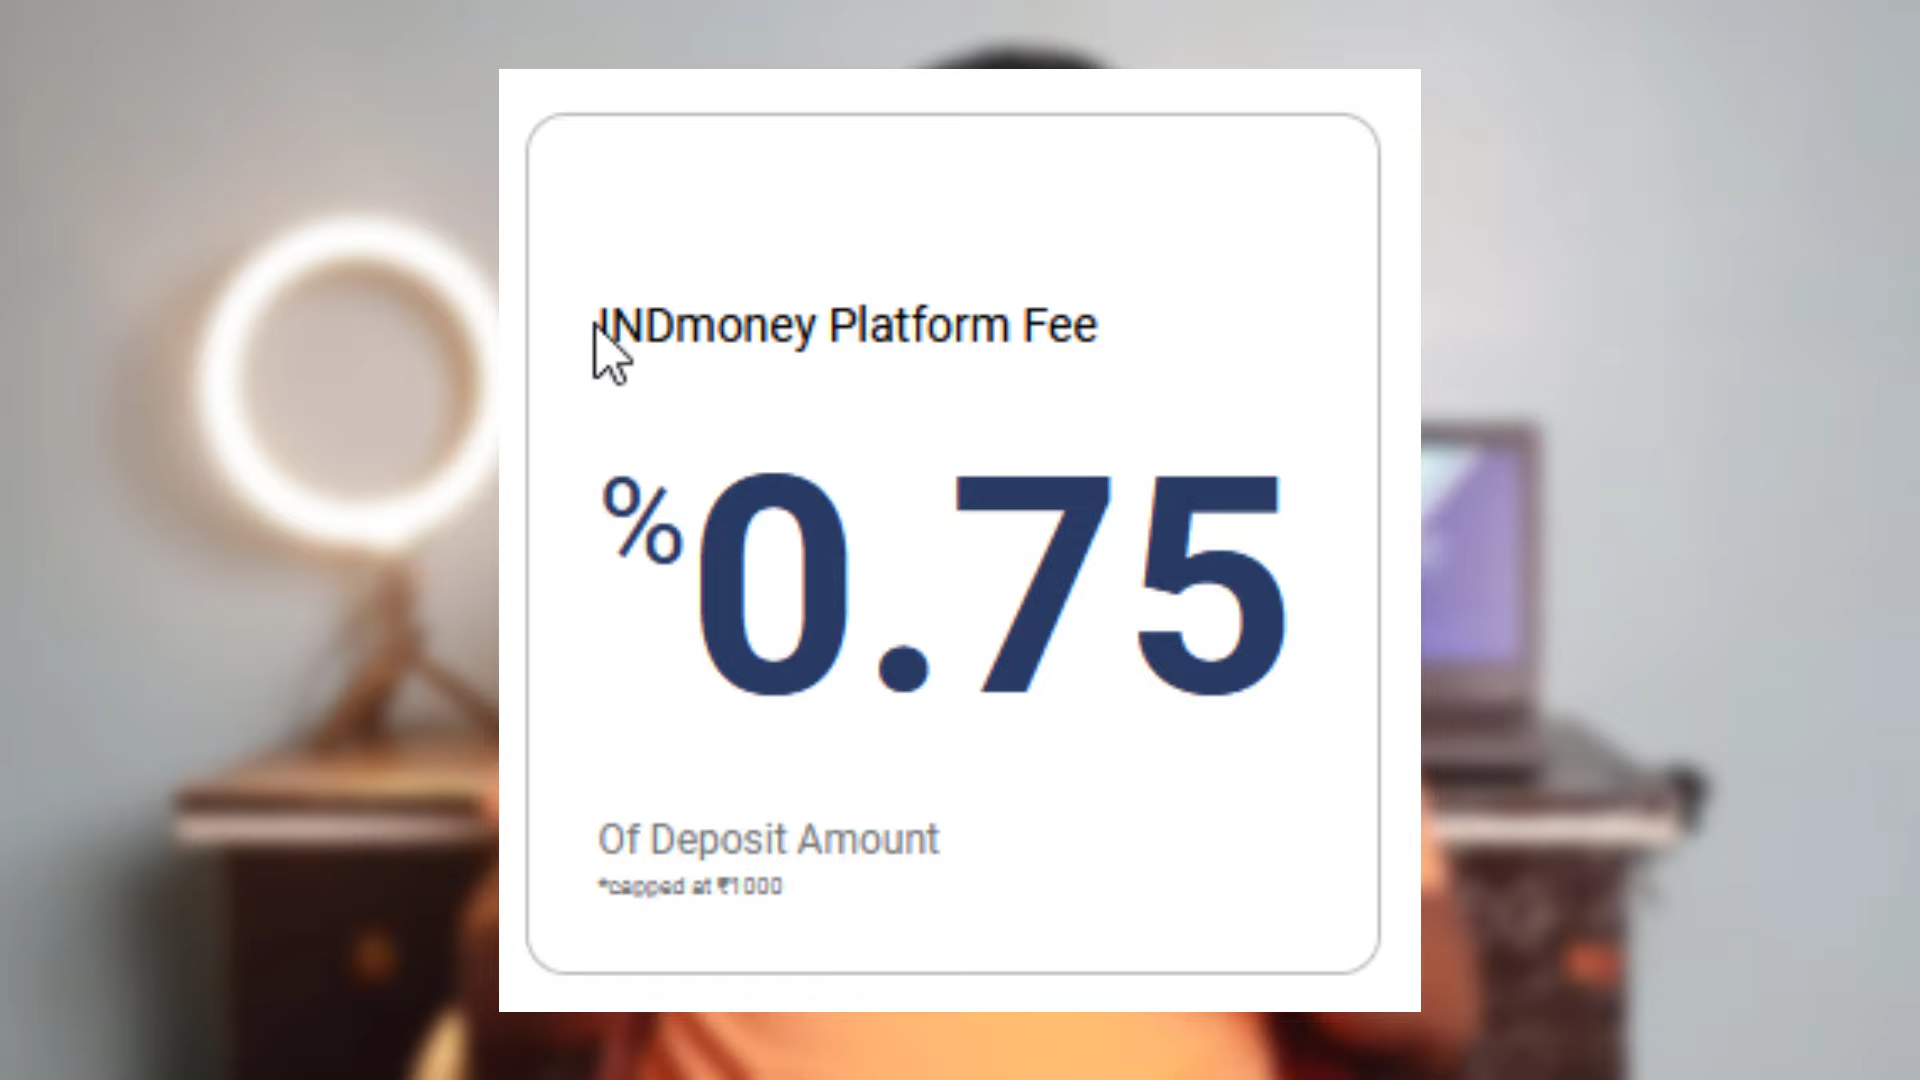 INDmoney Platform Fee
%0.75
Of Deposit Amount
*capped at ₹1000